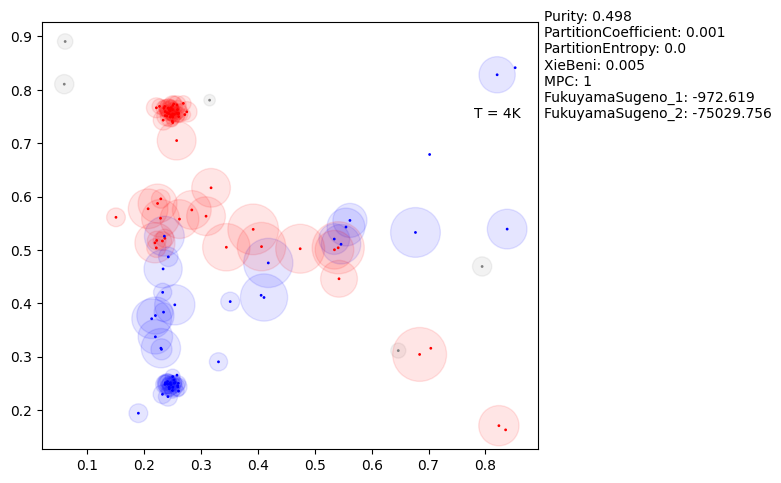 Purity: 0.498
PartitionCoefficient: 0.001
PartitionEntropy: 0.0
XieBeni: 0.005
MPC: 1
FukuyamaSugeno_1: -972.619
FukuyamaSugeno_2: -75029.756
T = 4K
0.9
0.8
0.7
0.6
0.5
0.4
0.3
0.2
0.1 0.2 0.3 0.4 0.5 0.6 0.7 0.8